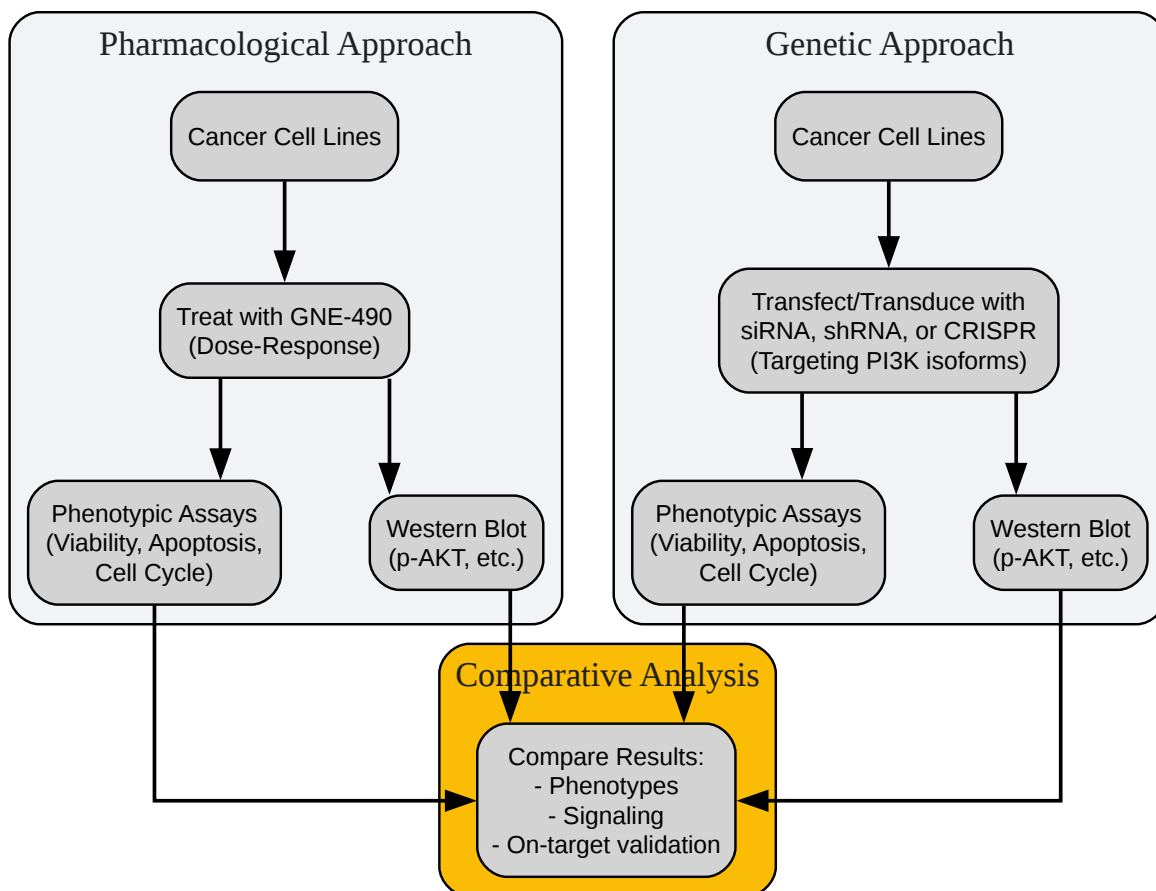 Pharmacological Approach
Cancer Cell Lines
Treat with GNE-490
(Dose-Response)
Phenotypic Assays
(Viability, Apoptosis,
Cell Cycle)
Western Blot
(p-AKT, etc.)
Genetic Approach
Cancer Cell Lines
Transfect/Transduce with
siRNA, shRNA, or CRISPR
(Targeting PI3K isoforms)
Phenotypic Assays
(Viability, Apoptosis,
Cell Cycle)
Western Blot
(p-AKT, etc.)
Comparative Analysis
Compare Results:
- Phenotypes
- Signaling
- On-target validation